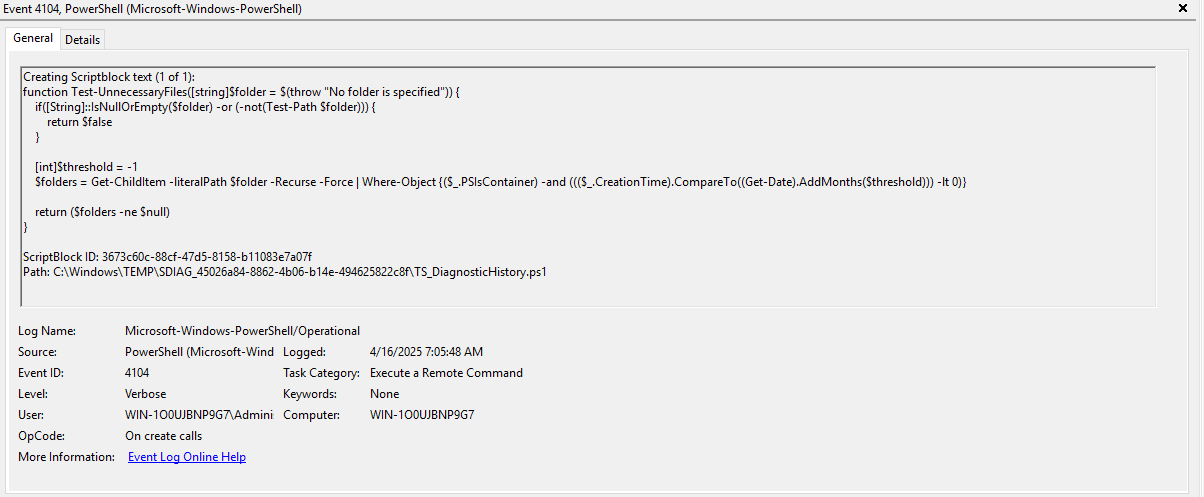 Event 4104, PowerShell (Microsoft-Windows-PowerShell)
General Details
Creating Scriptblock text (1 of 1):
function Test-UnnecessaryFiles([string]$folder = $(throw "No folder is specified")) {
    if([String]::IsNullOrEmpty($folder) -or (-not(Test-Path $folder))) {
        return $false
    }

    [int]$threshold = -1
    $folders = Get-ChildItem -literalPath $folder -Recurse -Force | Where-Object {($_.PSIsContainer) -and ((($_.CreationTime).CompareTo((Get-Date).AddMonths($threshold))) -lt 0)}

    return ($folders -ne $null)
}

ScriptBlock ID: 3673c60c-88cf-47d5-8158-b11083e7a07f
Path: C:\Windows\TEMP\SDIAG_45026a84-8862-4b06-b14e-494625822c8f\TS_DiagnosticHistory.ps1
Log Name: Microsoft-Windows-PowerShell/Operational
Source: PowerShell (Microsoft-Wind Logged: 4/16/2025 7:05:48 AM
Event ID: 4104 Task Category: Execute a Remote Command
Level: Verbose Keywords: None
User: WIN-1O0UJBNP9G7\Admini Computer: WIN-1O0UJBNP9G7
OpCode: On create calls
More Information: Event Log Online Help